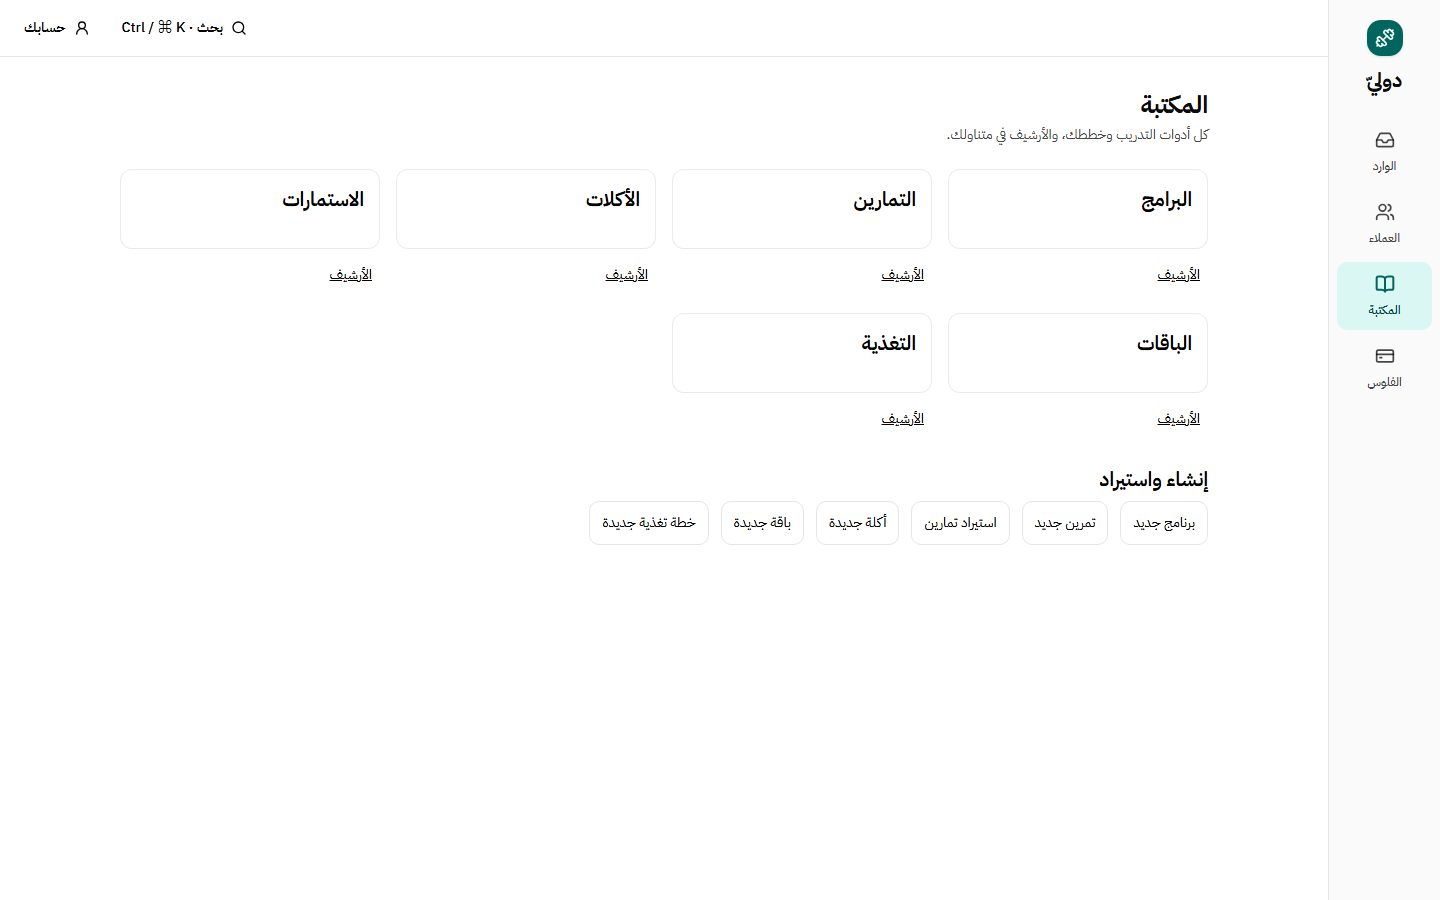 دوليّ
الوارد
العملاء
المكتبة
الفلوس
بحث · Ctrl / ⌘ K
حسابك
المكتبة
كل أدوات التدريب وخططك، والأرشيف في متناولك.
البرامج
التمارين
الأكلات
الاستمارات
الأرشيف
الأرشيف
الأرشيف
الأرشيف
الباقات
التغذية
الأرشيف
الأرشيف
إنشاء واستيراد
برنامج جديد
تمرين جديد
استيراد تمارين
أكلة جديدة
باقة جديدة
خطة تغذية جديدة